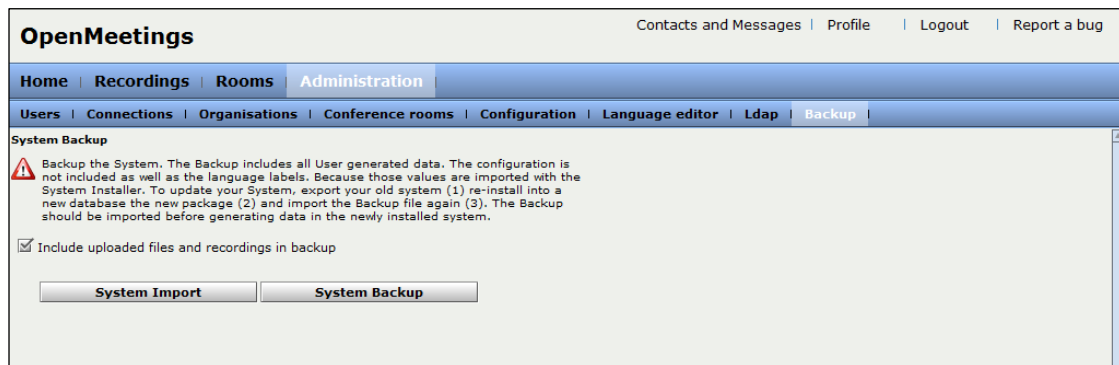 OpenMeetings
Contacts and Messages | Profile | Logout | Report a bug
Home | Recordings | Rooms | Administration |
Users | Connections | Organisations | Conference rooms | Configuration | Language editor | Ldap | Backup |
System Backup
Backup the System. The Backup includes all User generated data. The configuration is
not included as well as the language labels. Because those values are imported with the
System Installer. To update your System, export your old system (1) re-install into a
new database the new package (2) and import the Backup file again (3). The Backup
should be imported before generating data in the newly installed system.
Include uploaded files and recordings in backup
System Import System Backup